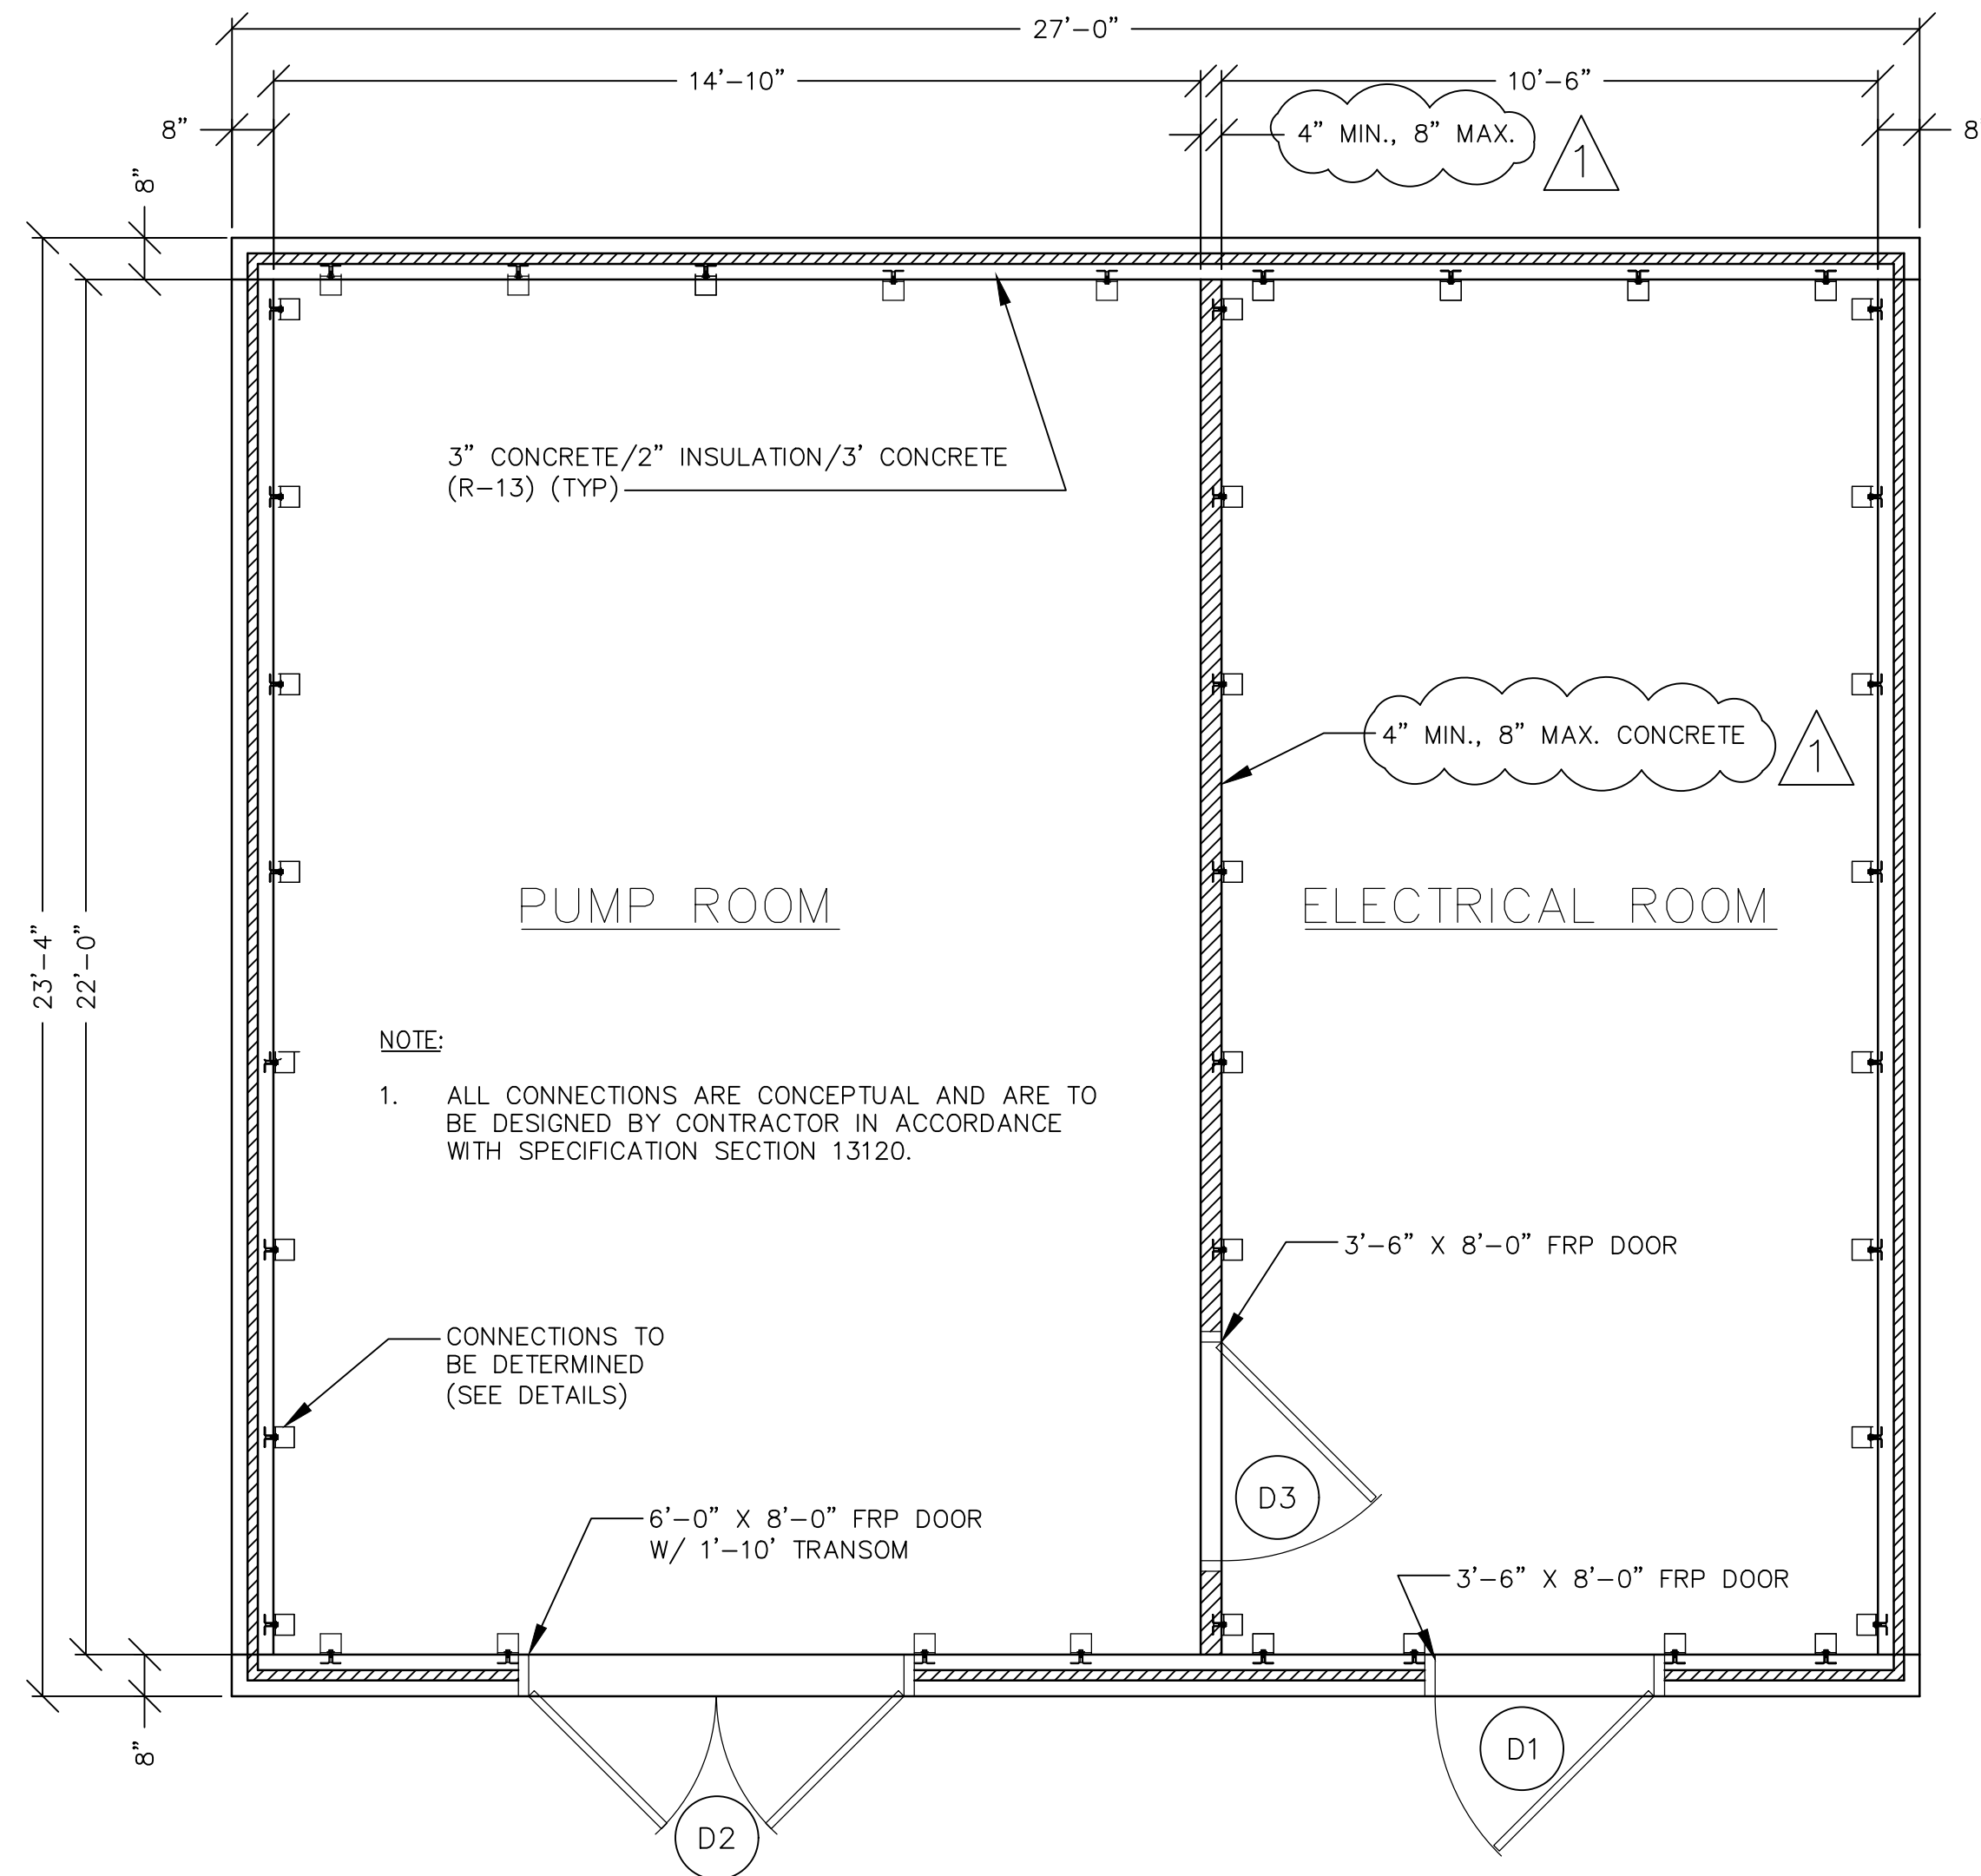 27'-0"
14'-10"
10'-6"
8"
4" MIN., 8" MAX.
1
8
8"
3" CONCRETE/2" INSULATION/3' CONCRETE
(R-13) (TYP)
4" MIN., 8" MAX. CONCRETE
1
PUMP ROOM
ELECTRICAL ROOM
23'-4"
22'-0"
NOTE:
1. ALL CONNECTIONS ARE CONCEPTUAL AND ARE TO
BE DESIGNED BY CONTRACTOR IN ACCORDANCE
WITH SPECIFICATION SECTION 13120.
3'-6" X 8'-0" FRP DOOR
CONNECTIONS TO
BE DETERMINED
(SEE DETAILS)
D3
6'-0" X 8'-0" FRP DOOR
W/ 1'-10' TRANSOM
3'-6" X 8'-0" FRP DOOR
8"
D1
D2